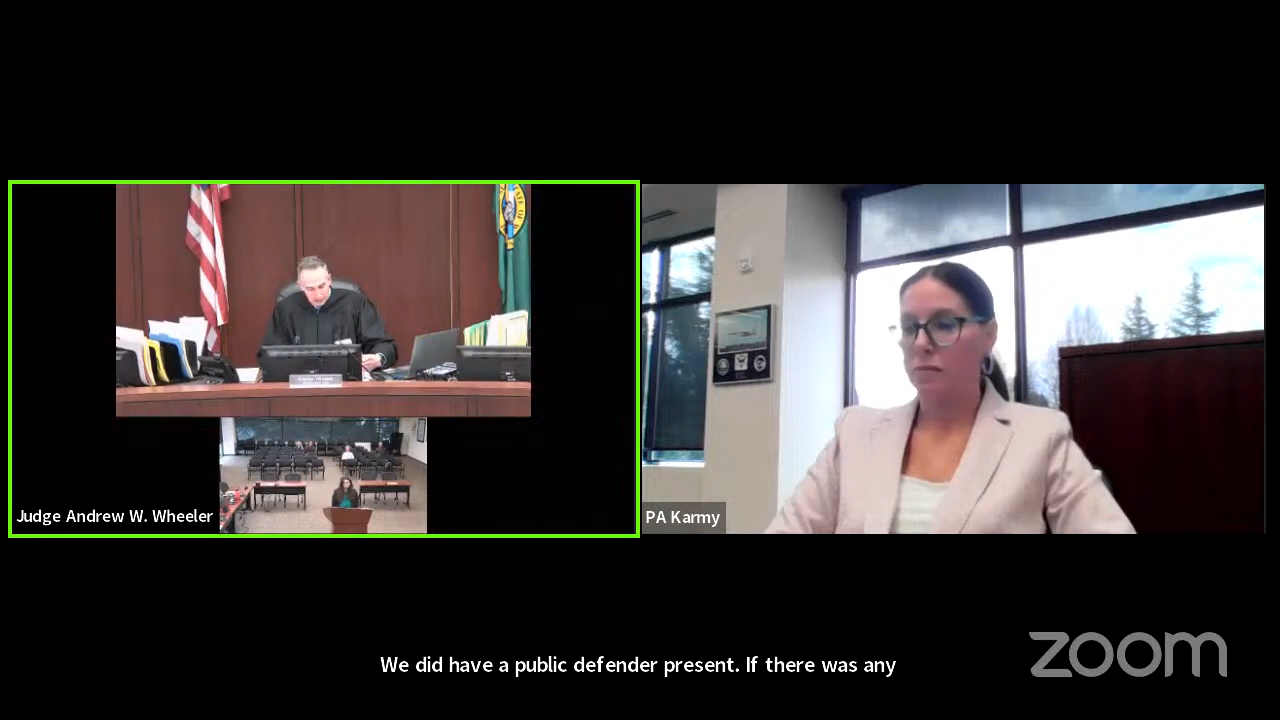 Judge Andrew W. Wheeler
PA Karmy
We did have a public defender present. If there was any
zoom